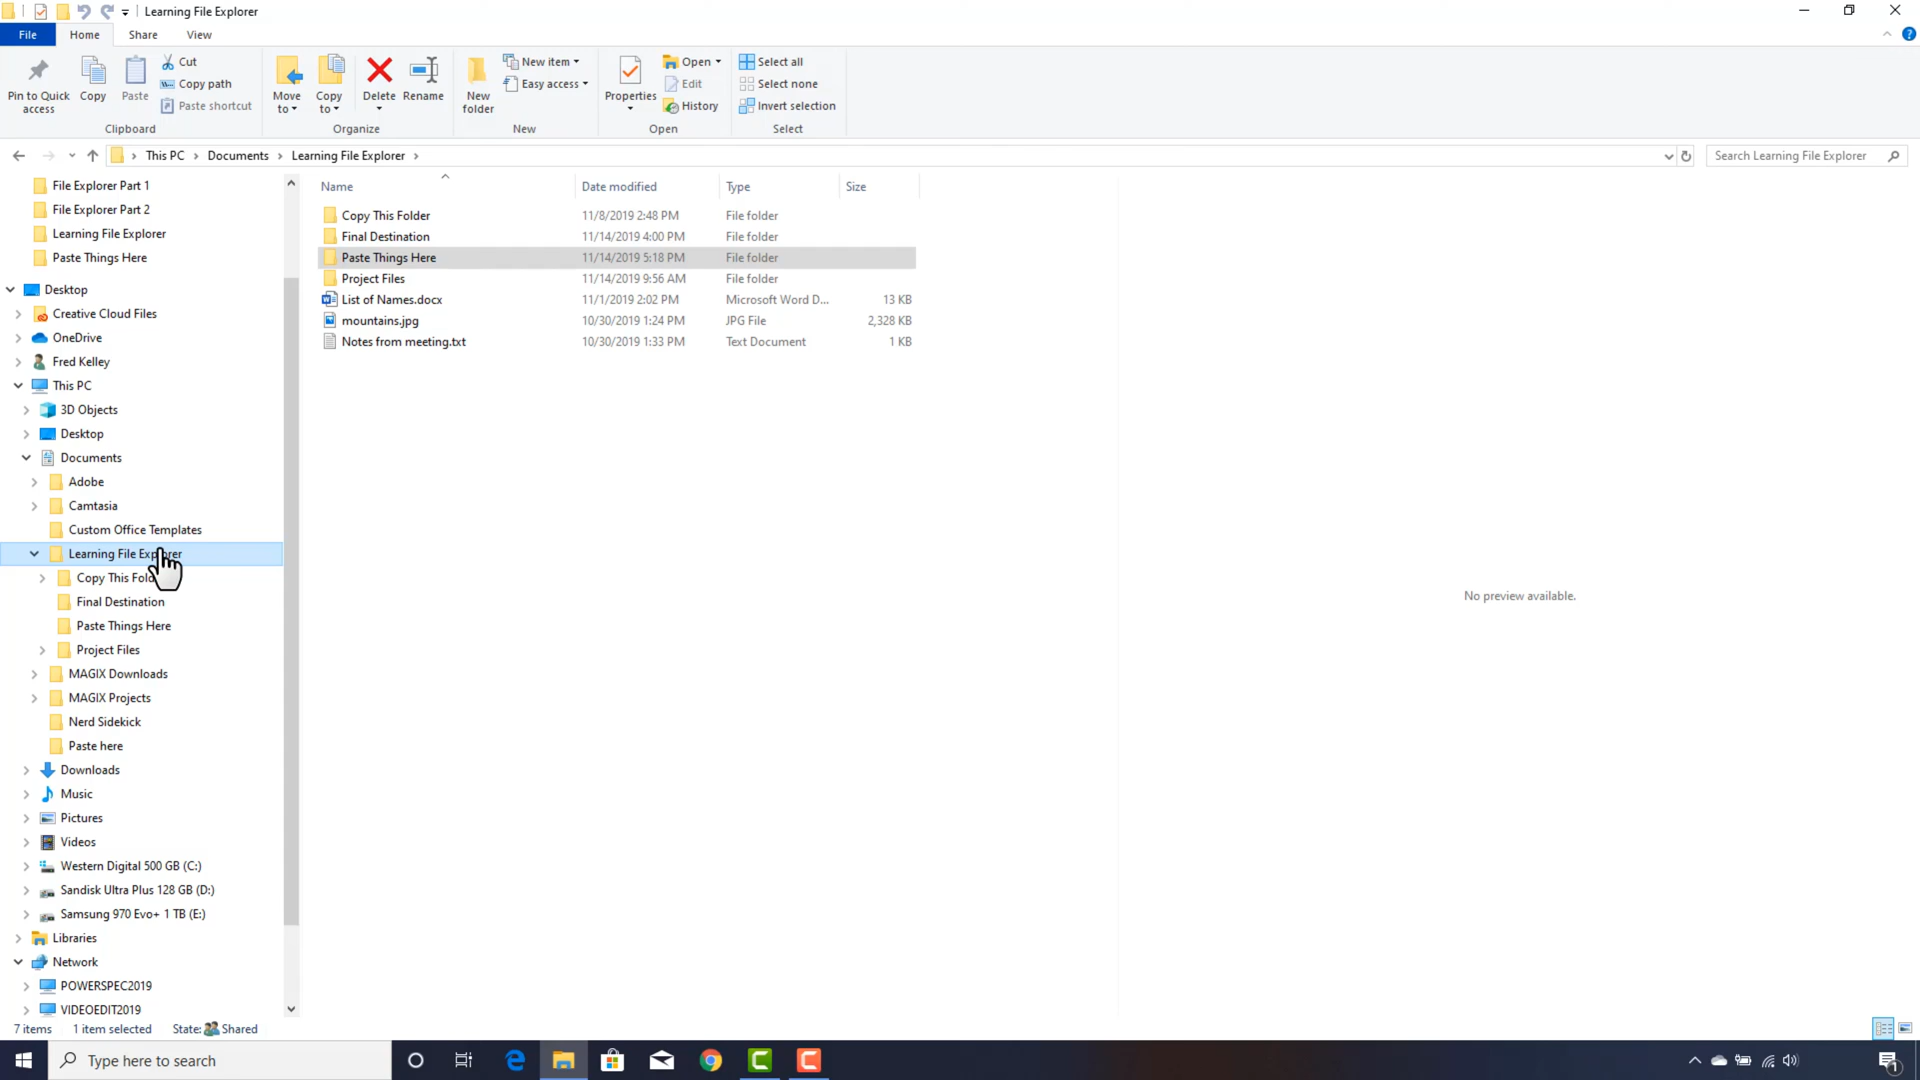 Learning File Explorer
File Home Share View
Pin to Quick access
Copy
Paste
Cut
Copy path
Paste shortcut
Clipboard
Move to
Copy to
Delete
Rename
Organize
New folder
New item
Easy access
New
Properties
Open
Edit
History
Open
Select all
Select none
Invert selection
Select
This PC > Documents > Learning File Explorer >
Search Learning File Explorer
File Explorer Part 1
File Explorer Part 2
Learning File Explorer
Paste Things Here
Desktop
Creative Cloud Files
OneDrive
Fred Kelley
This PC
3D Objects
Desktop
Documents
Adobe
Camtasia
Custom Office Templates
Learning File Explorer
Copy This Fold
Final Destination
Paste Things Here
Project Files
MAGIX Downloads
MAGIX Projects
Nerd Sidekick
Paste here
Downloads
Music
Pictures
Videos
Western Digital 500 GB (C:)
Sandisk Ultra Plus 128 GB (D:)
Samsung 970 Evo+ 1 TB (E:)
Libraries
Network
POWERSPEC2019
VIDEOEDIT2019
Name Date modified Type Size
Copy This Folder 11/8/2019 2:48 PM File folder
Final Destination 11/14/2019 4:00 PM File folder
Paste Things Here 11/14/2019 5:18 PM File folder
Project Files 11/14/2019 9:56 AM File folder
List of Names.docx 11/1/2019 2:02 PM Microsoft Word D... 13 KB
mountains.jpg 10/30/2019 1:24 PM JPG File 2,328 KB
Notes from meeting.txt 10/30/2019 1:33 PM Text Document 1 KB
No preview available.
7 items 1 item selected State: Shared
Type here to search
1